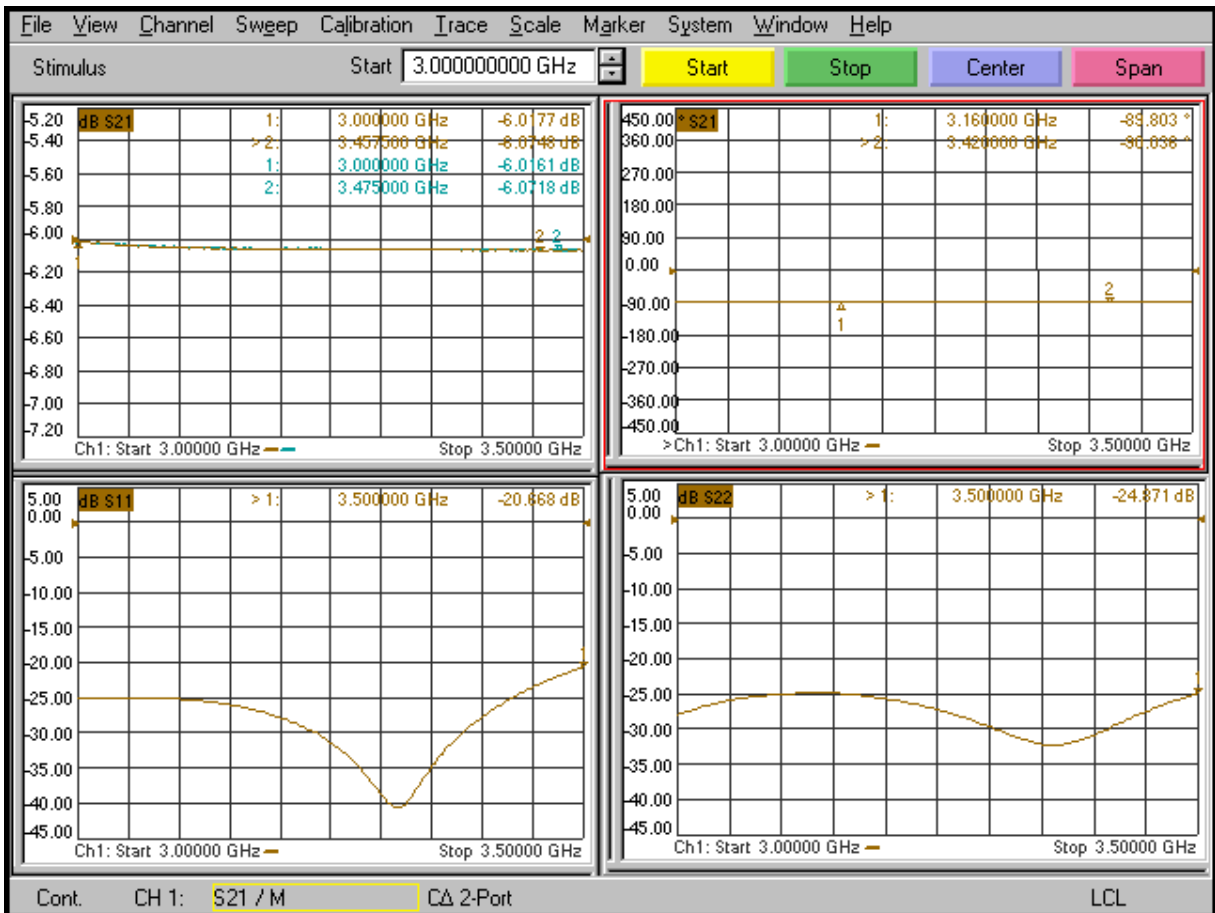 File View Channel Sweep Calibration Trace Scale Marker System Window Help
Stimulus Start 3.000000000 GHz Start Stop Center Span
dB S21
1: 3.000000 GHz -6.0177 dB
> 2: 3.457500 GHz -6.0748 dB
1: 3.000000 GHz -6.0161 dB
2: 3.475000 GHz -6.0718 dB
-5.20
-5.40
-5.60
-5.80
-6.00
-6.20
-6.40
-6.60
-6.80
-7.00
-7.20
2 2
1
Ch1: Start 3.00000 GHz Stop 3.50000 GHz
° S21
1: 3.160000 GHz -89.803 °
> 2: 3.420000 GHz -90.036 °
450.00
360.00
270.00
180.00
90.00
0.00
-90.00
-180.00
-270.00
-360.00
-450.00
2
1
>Ch1: Start 3.00000 GHz Stop 3.50000 GHz
dB S11
> 1: 3.500000 GHz -20.668 dB
5.00
0.00
-5.00
-10.00
-15.00
-20.00
-25.00
-30.00
-35.00
-40.00
-45.00
1
Ch1: Start 3.00000 GHz Stop 3.50000 GHz
dB S22
> 1: 3.500000 GHz -24.871 dB
5.00
0.00
-5.00
-10.00
-15.00
-20.00
-25.00
-30.00
-35.00
-40.00
-45.00
1
Ch1: Start 3.00000 GHz Stop 3.50000 GHz
Cont. CH 1: S21 / M CΔ 2-Port LCL